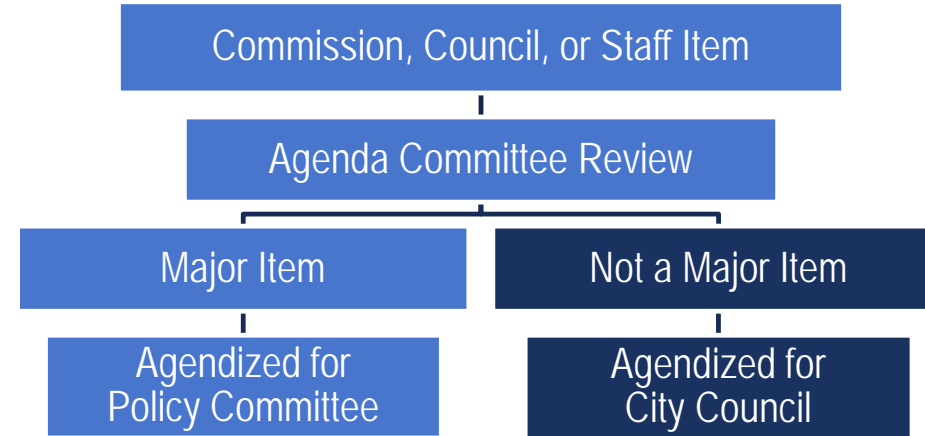 Commission, Council, or Staff Item
Agenda Committee Review
Major Item
Not a Major Item
Agendized for
Policy Committee
Agendized for
City Council